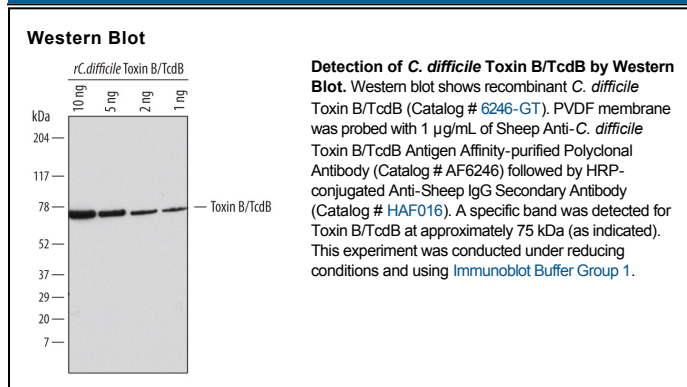 Western Blot
rC.difficile Toxin B/TcdB
10 ng
5 ng
2 ng
1 ng
kDa
204
117
78
52
37
29
20
7
Toxin B/TcdB
Detection of C. difficile Toxin B/TcdB by Western
Blot. Western blot shows recombinant C. difficile
Toxin B/TcdB (Catalog # 6246-GT). PVDF membrane
was probed with 1 µg/mL of Sheep Anti-C. difficile
Toxin B/TcdB Antigen Affinity-purified Polyclonal
Antibody (Catalog # AF6246) followed by HRP-
conjugated Anti-Sheep IgG Secondary Antibody
(Catalog # HAF016). A specific band was detected for
Toxin B/TcdB at approximately 75 kDa (as indicated).
This experiment was conducted under reducing
conditions and using Immunoblot Buffer Group 1.